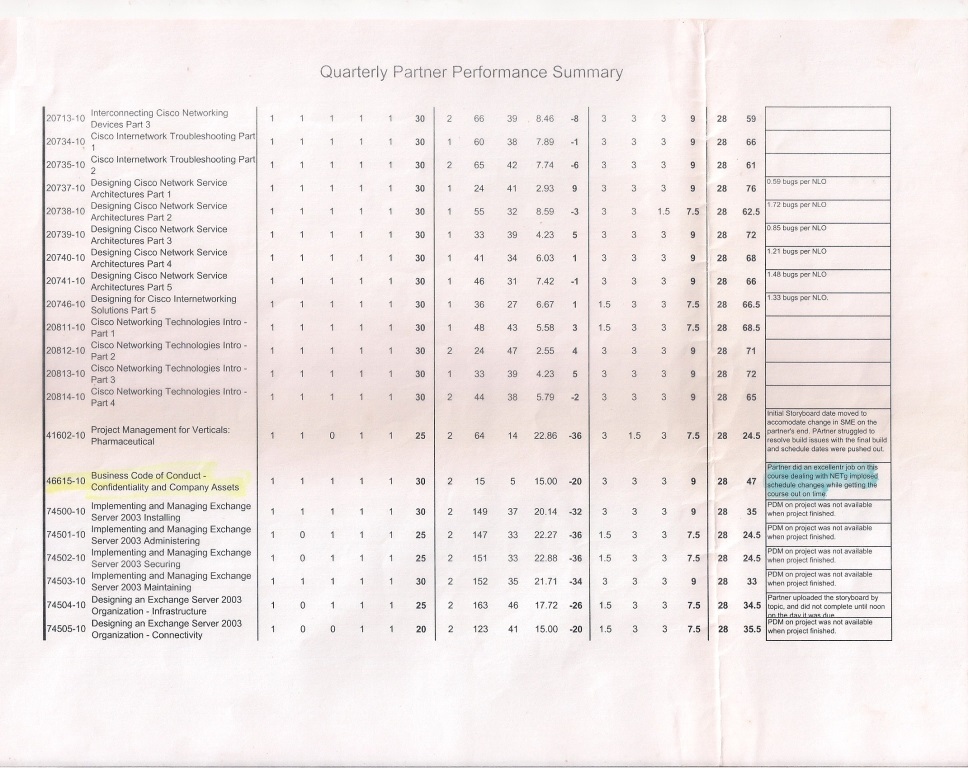 Quarterly Partner Performance Summary
20713-10 Interconnecting Cisco Networking Devices Part 3 1 1 1 1 1 30 2 66 39 8.46 -8 3 3 3 9 28 59
20734-10 Cisco Internetwork Troubleshooting Part 1 1 1 1 1 1 30 1 60 38 7.89 -1 3 3 3 9 28 66
20735-10 Cisco Internetwork Troubleshooting Part 2 1 1 1 1 1 30 2 65 42 7.74 -6 3 3 3 9 28 61
20737-10 Designing Cisco Network Service Architectures Part 1 1 1 1 1 1 30 1 24 41 2.93 9 3 3 3 9 28 76 0.59 bugs per NLO
20738-10 Designing Cisco Network Service Architectures Part 2 1 1 1 1 1 30 1 55 32 8.59 -3 3 3 1.5 7.5 28 62.5 1.72 bugs per NLO
20739-10 Designing Cisco Network Service Architectures Part 3 1 1 1 1 1 30 1 33 39 4.23 5 3 3 3 9 28 72 0.85 bugs per NLO
20740-10 Designing Cisco Network Service Architectures Part 4 1 1 1 1 1 30 1 41 34 6.03 1 3 3 3 9 28 68 1.21 bugs per NLO
20741-10 Designing Cisco Network Service Architectures Part 5 1 1 1 1 1 30 1 46 31 7.42 -1 3 3 3 9 28 66 1.48 bugs per NLO
20746-10 Designing for Cisco Internetworking Solutions Part 5 1 1 1 1 1 30 1 36 27 6.67 1 1.5 3 3 7.5 28 66.5 1.33 bugs per NLO.
20811-10 Cisco Networking Technologies Intro - Part 1 1 1 1 1 1 30 1 48 43 5.58 3 1.5 3 3 7.5 28 68.5
20812-10 Cisco Networking Technologies Intro - Part 2 1 1 1 1 1 30 2 24 47 2.55 4 3 3 3 9 28 71
20813-10 Cisco Networking Technologies Intro - Part 3 1 1 1 1 1 30 1 33 39 4.23 5 3 3 3 9 28 72
20814-10 Cisco Networking Technologies Intro - Part 4 1 1 1 1 1 30 2 44 38 5.79 -2 3 3 3 9 28 65
41602-10 Project Management for Verticals: Pharmaceutical 1 1 0 1 1 25 2 64 14 22.86 -36 3 1.5 3 7.5 28 24.5 Initial Storyboard date moved to accomodate change in SME on the partner's end. PArtner struggled to resolve build issues with the final build and schedule dates were pushed out.
46615-10 Business Code of Conduct - Confidentiality and Company Assets 1 1 1 1 1 30 2 15 5 15.00 -20 3 3 3 9 28 47 Partner did an excellentr job on this course dealing with NETg implosed schedule changes while getting the course out on time
74500-10 Implementing and Managing Exchange Server 2003 Installing 1 1 1 1 1 30 2 149 37 20.14 -32 3 3 3 9 28 35 PDM on project was not available when project finished.
74501-10 Implementing and Managing Exchange Server 2003 Administering 1 0 1 1 1 25 2 147 33 22.27 -36 1.5 3 3 7.5 28 24.5 PDM on project was not available when project finished.
74502-10 Implementing and Managing Exchange Server 2003 Securing 1 0 1 1 1 25 2 151 33 22.88 -36 1.5 3 3 7.5 28 24.5 PDM on project was not available when project finished.
74503-10 Implementing and Managing Exchange Server 2003 Maintaining 1 1 1 1 1 30 2 152 35 21.71 -34 3 3 3 9 28 33 PDM on project was not available when project finished.
74504-10 Designing an Exchange Server 2003 Organization - Infrastructure 1 0 1 1 1 25 2 163 46 17.72 -26 1.5 3 3 7.5 28 34.5 Partner uploaded the storyboard by topic, and did not complete until noon on the day it was due
74505-10 Designing an Exchange Server 2003 Organization - Connectivity 1 0 0 1 1 20 2 123 41 15.00 -20 1.5 3 3 7.5 28 35.5 PDM on project was not available when project finished.